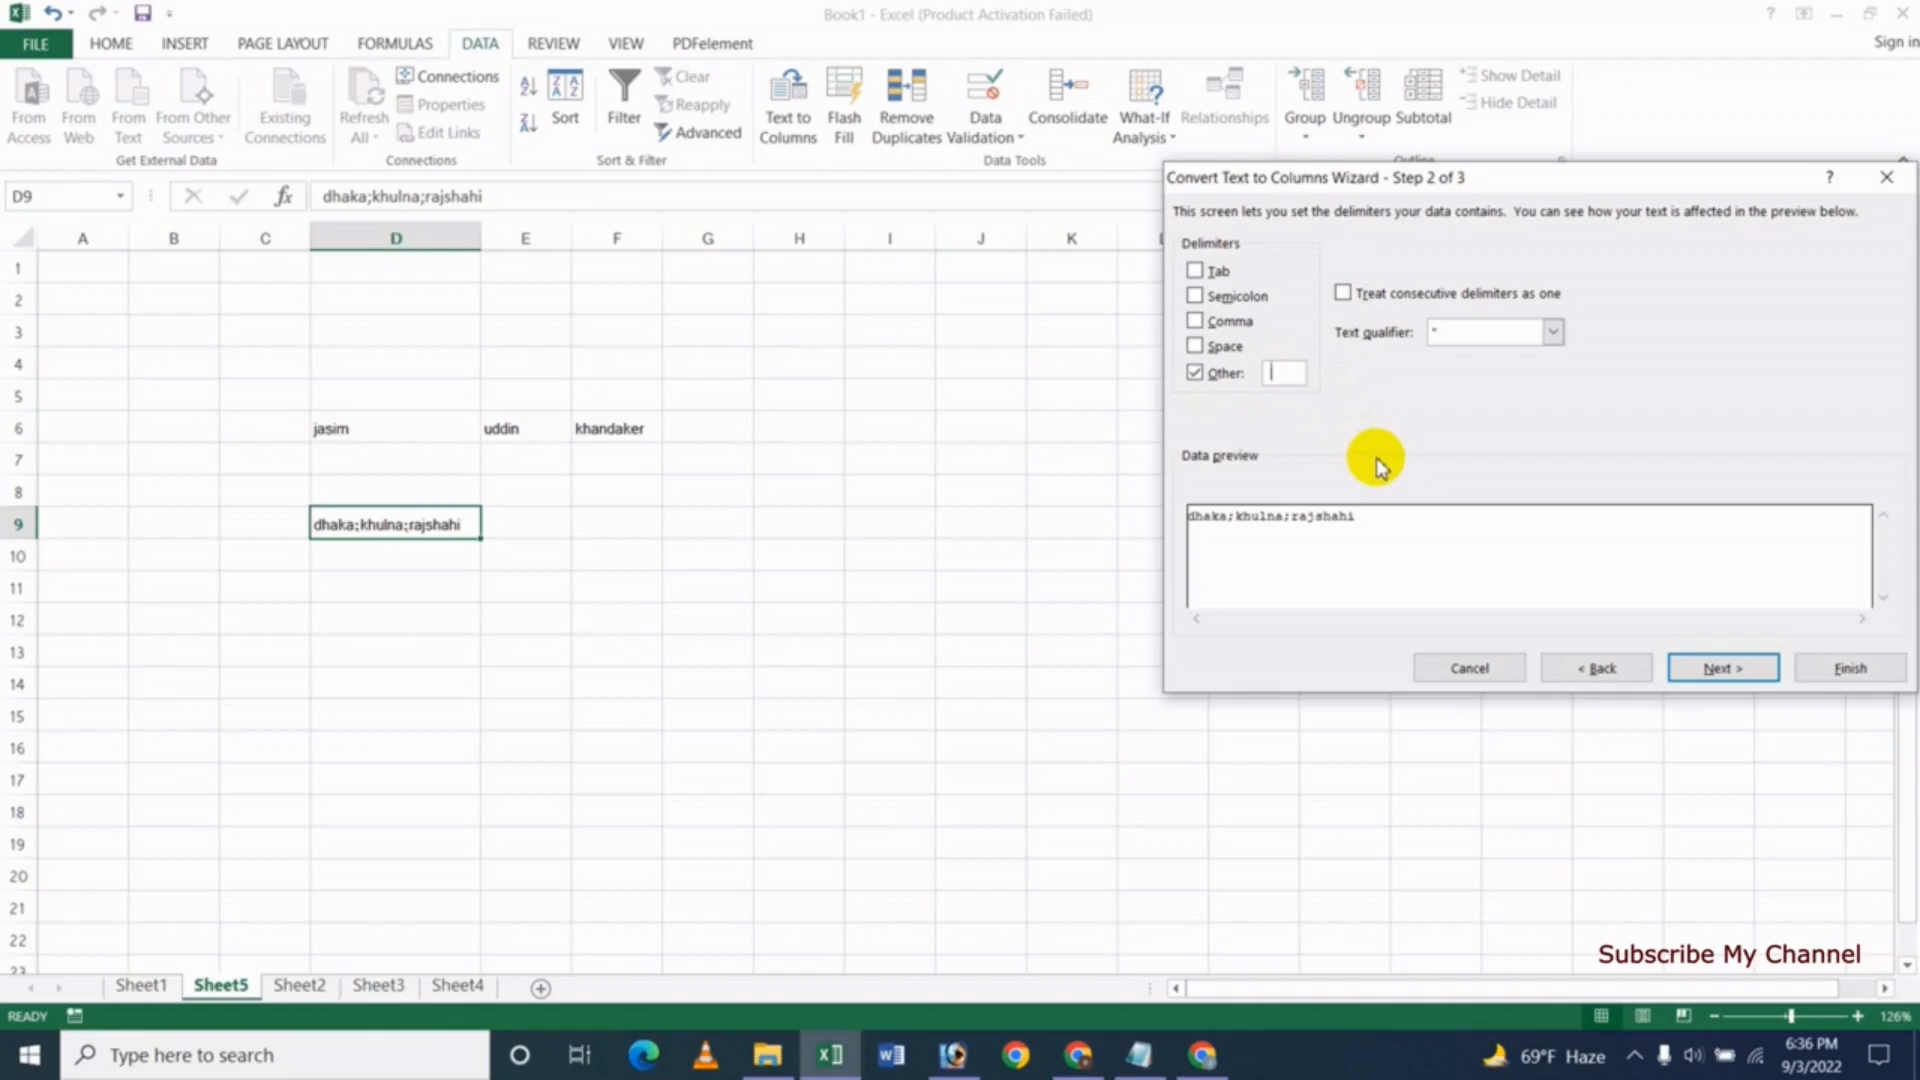 Book1 - Excel (Product Activation Failed)
FILE HOME INSERT PAGE LAYOUT FORMULAS DATA REVIEW VIEW PDFelement
Sign in
From Access
From Web
From Text
From Other Sources
Existing Connections
Get External Data
Refresh All
Connections
Properties
Edit Links
Connections
Sort
Filter
Clear
Reapply
Advanced
Sort & Filter
Text to Columns
Flash Fill
Remove Duplicates
Data Validation
Consolidate
What-If Analysis
Relationships
Data Tools
Group
Ungroup
Subtotal
Show Detail
Hide Detail
Outline
D9
fx
dhaka;khulna;rajshahi
A B C D E F G H I J K
1
2
3
4
5
6 jasim uddin khandaker
7
8
9 dhaka;khulna;rajshahi
10
11
12
13
14
15
16
17
18
19
20
21
22
23
Convert Text to Columns Wizard - Step 2 of 3
This screen lets you set the delimiters your data contains. You can see how your text is affected in the preview below.
Delimiters
Tab
Semicolon
Comma
Space
Other:
Treat consecutive delimiters as one
Text qualifier: "
Data preview
dhaka;khulna;rajshahi
Cancel
< Back
Next >
Finish
Subscribe My Channel
Sheet1 Sheet5 Sheet2 Sheet3 Sheet4
READY
126%
Type here to search
69°F Haze
6:36 PM
9/3/2022